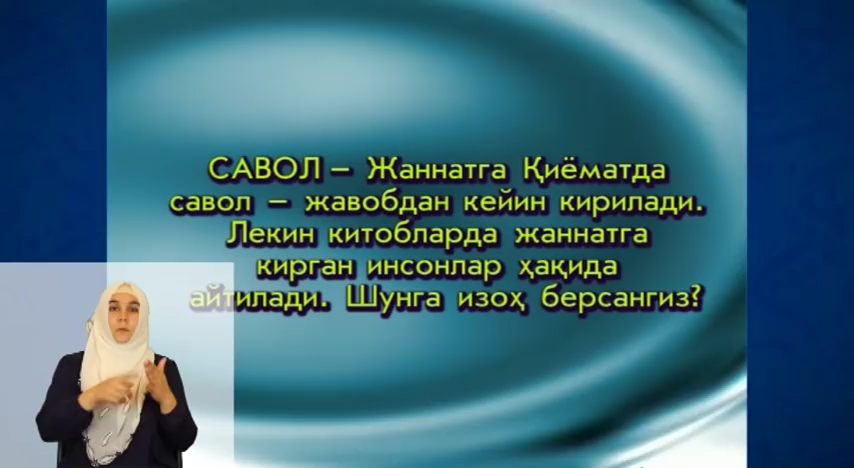 САВОЛ – Жаннатга Қиёматда
савол – жавобдан кейин кирилади.
Лекин китобларда жаннатга
кирган инсонлар ҳақида
айтилади. Шунга изоҳ берсангиз?